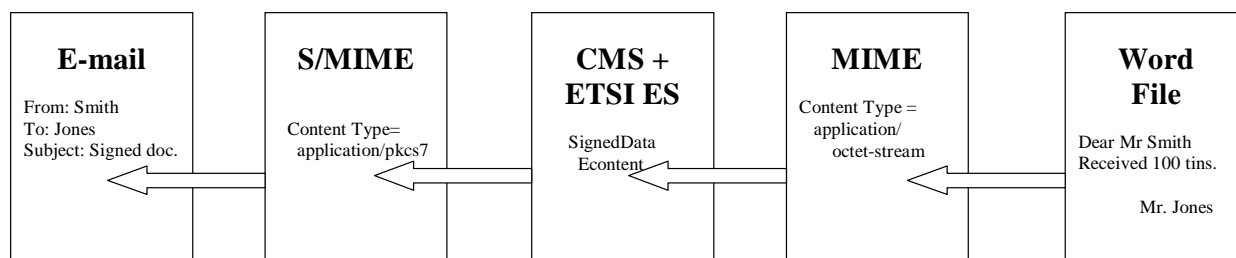 E-mail
From: Smith
To: Jones
Subject: Signed doc.
S/MIME
Content Type=
application/pkcs7
CMS +
ETSI ES
SignedData
Econtent
MIME
Content Type =
application/
octet-stream
Word
File
Dear Mr Smith
Received 100 tins.
Mr. Jones